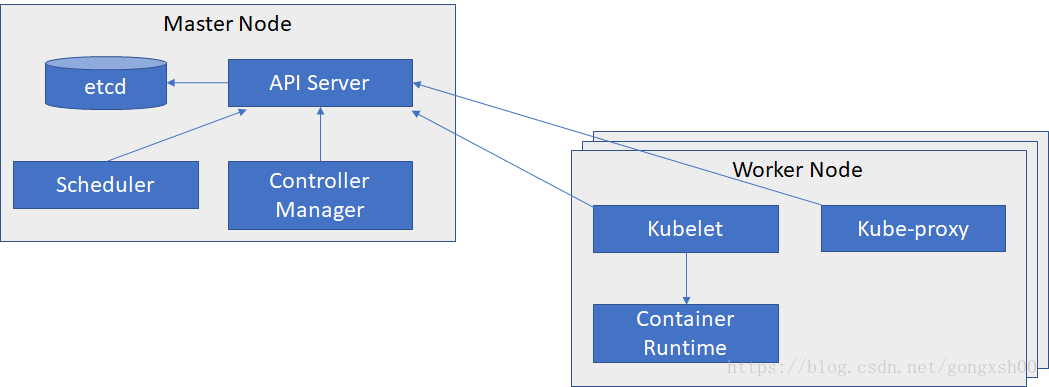 Master Node
etcd
API Server
Scheduler
Controller
Manager
Worker Node
Kubelet
Kube-proxy
Container
Runtime
https://blog.csdn.net/gongxsh00